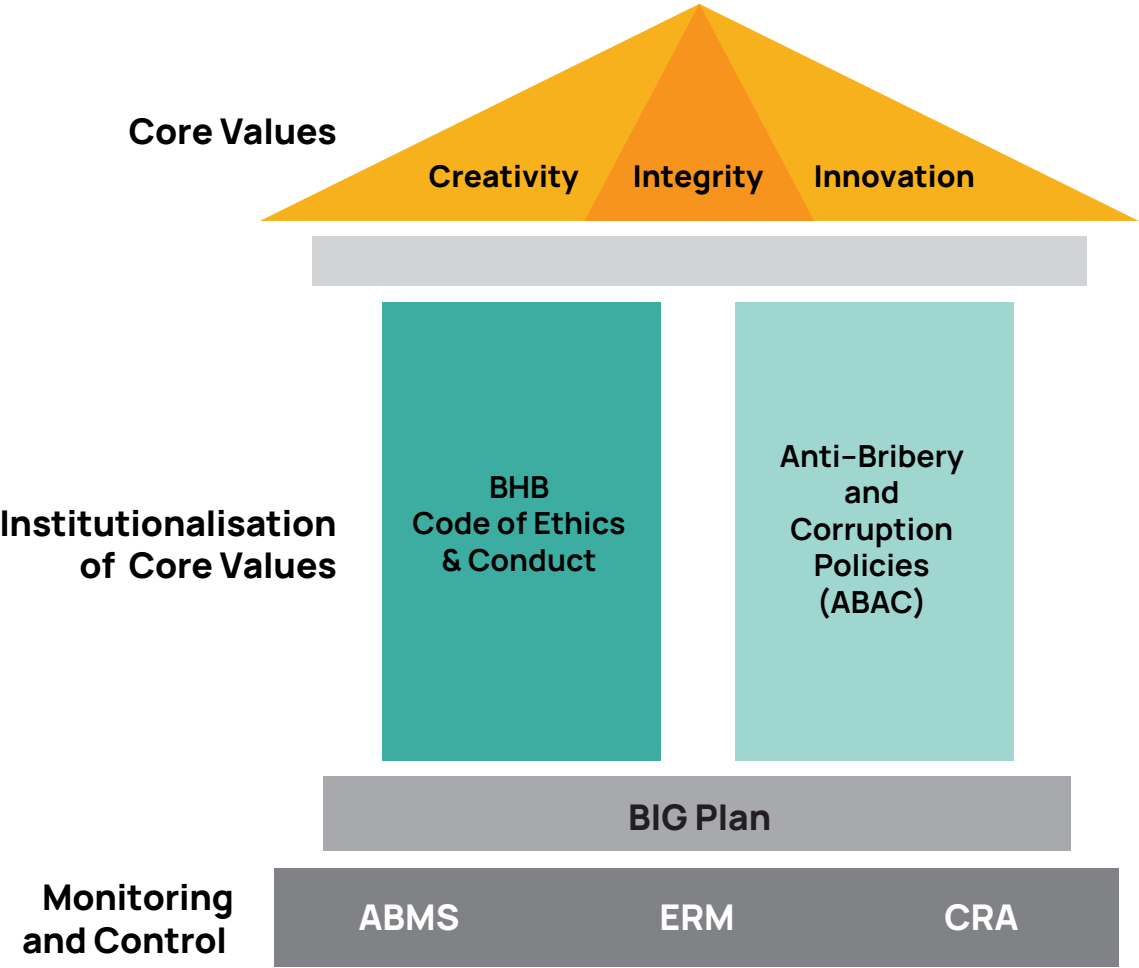 Core Values
Creativity Integrity Innovation
Institutionalisation
of Core Values
BHB
Code of Ethics
& Conduct
Anti–Bribery
and
Corruption
Policies
(ABAC)
BIG Plan
Monitoring
and Control
ABMS ERM CRA